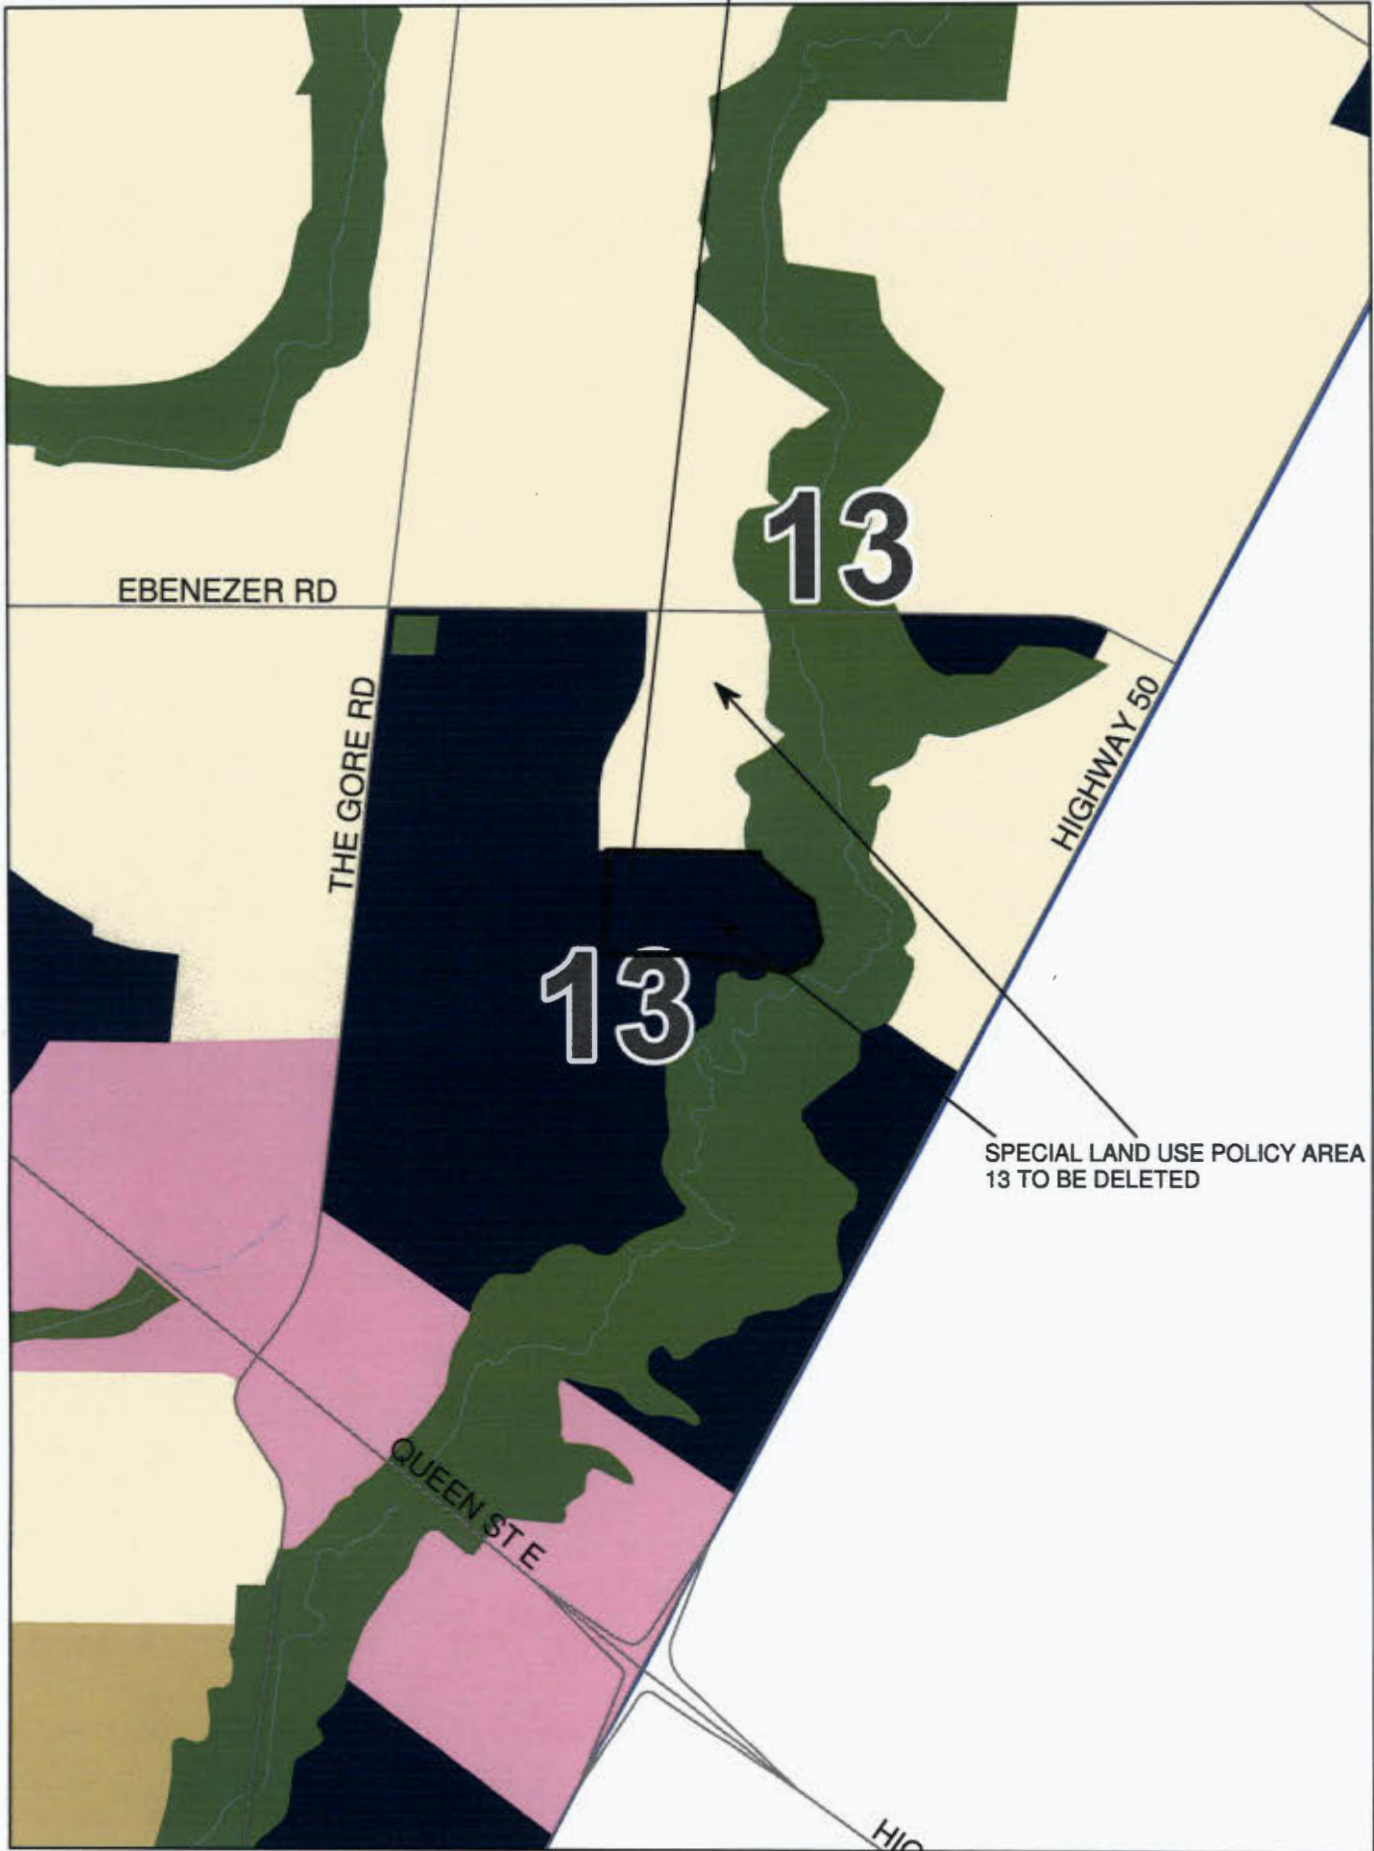 13
EBENEZER RD
THE GORE RD
HIGHWAY 50
13
SPECIAL LAND USE POLICY AREA
13 TO BE DELETED
QUEEN ST E